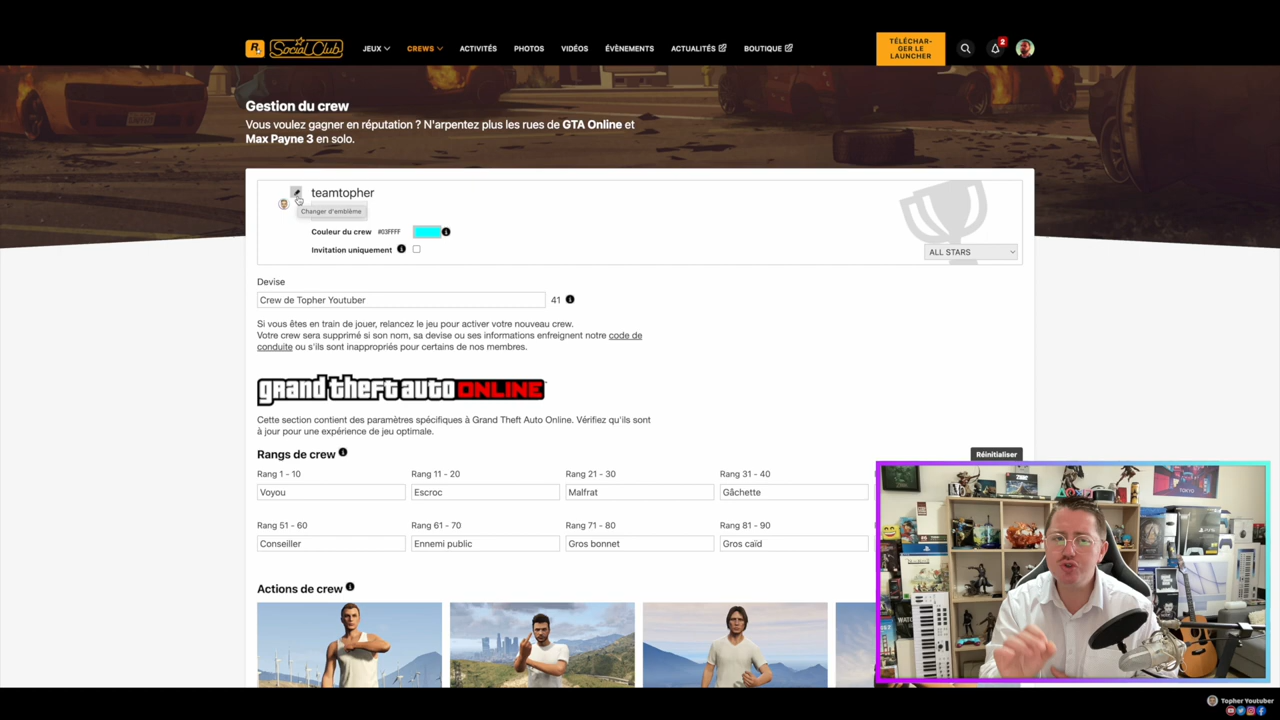 R
Social Club
JEUX
CREWS
ACTIVITÉS
PHOTOS
VIDÉOS
ÉVÈNEMENTS
ACTUALITÉS
BOUTIQUE
TÉLÉCHAR-
GER LE
LAUNCHER
2
Gestion du crew
Vous voulez gagner en réputation ? N'arpentez plus les rues de GTA Online et
Max Payne 3 en solo.
teamtopher
Changer d'emblème
Couleur du crew #03FFFF
Invitation uniquement
ALL STARS
Devise
Crew de Topher Youtuber
41
Si vous êtes en train de jouer, relancez le jeu pour activer votre nouveau crew.
Votre crew sera supprimé si son nom, sa devise ou ses informations enfreignent notre code de
conduite ou s'ils sont inappropriés pour certains de nos membres.
grand theft auto ONLINE
Cette section contient des paramètres spécifiques à Grand Theft Auto Online. Vérifiez qu'ils sont
à jour pour une expérience de jeu optimale.
Rangs de crew
Réinitialiser
Rang 1 - 10
Rang 11 - 20
Rang 21 - 30
Rang 31 - 40
Voyou
Escroc
Malfrat
Gâchette
Rang 51 - 60
Rang 61 - 70
Rang 71 - 80
Rang 81 - 90
Conseiller
Ennemi public
Gros bonnet
Gros caïd
Actions de crew
TOKYO
Topher Youtuber